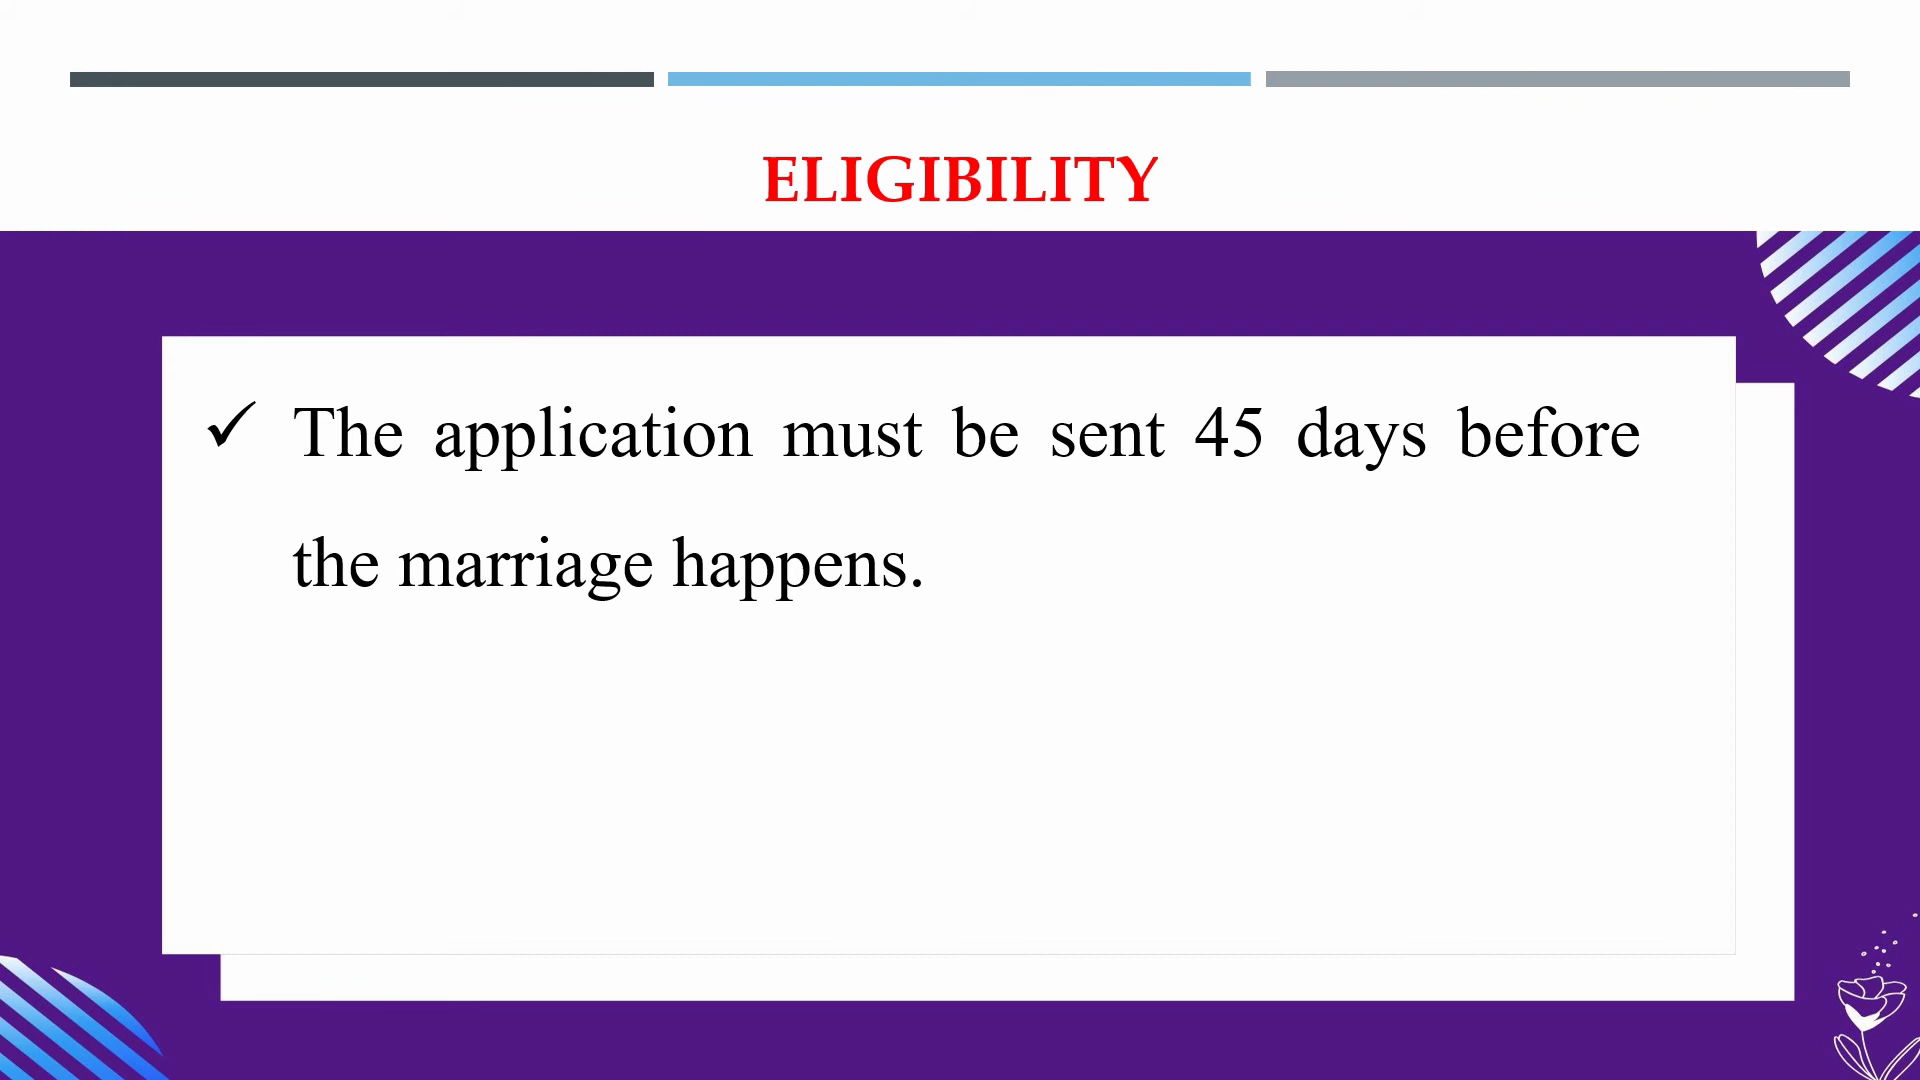 ELIGIBILITY
✓ The application must be sent 45 days before
the marriage happens.